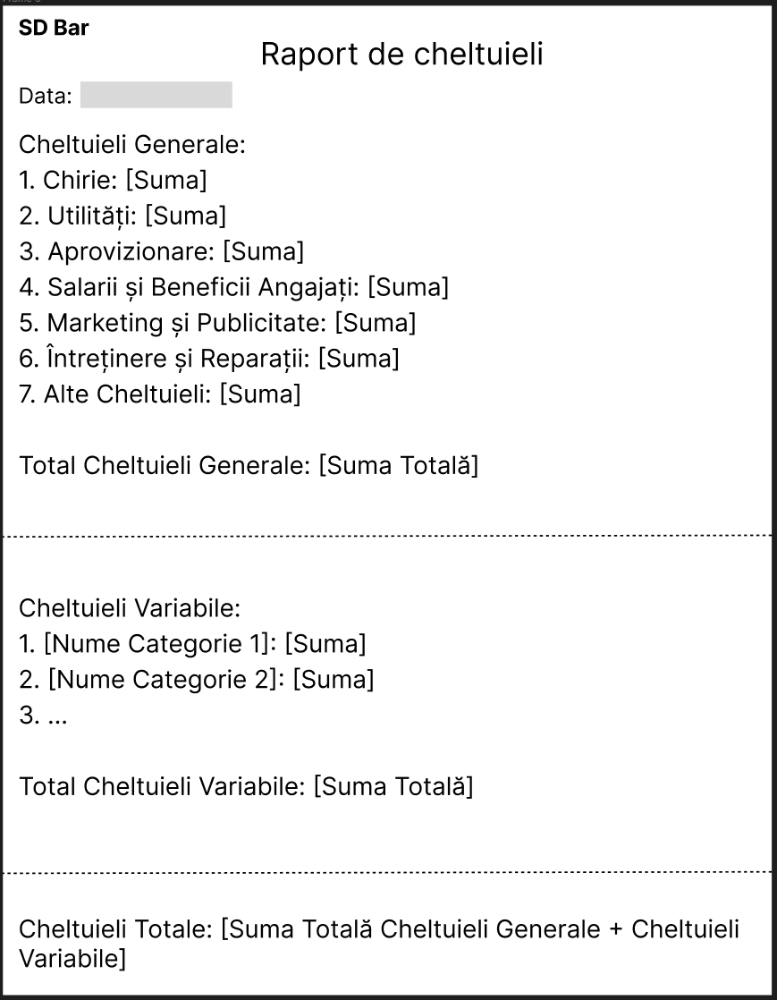 SD Bar
Raport de cheltuieli
Data:
Cheltuieli Generale:
1. Chirie: [Suma]
2. Utilități: [Suma]
3. Aprovizionare: [Suma]
4. Salarii și Beneficii Angajați: [Suma]
5. Marketing și Publicitate: [Suma]
6. Întreținere și Reparații: [Suma]
7. Alte Cheltuieli: [Suma]
Total Cheltuieli Generale: [Suma Totală]
Cheltuieli Variabile:
1. [Nume Categorie 1]: [Suma]
2. [Nume Categorie 2]: [Suma]
3. ...
Total Cheltuieli Variabile: [Suma Totală]
Cheltuieli Totale: [Suma Totală Cheltuieli Generale + Cheltuieli
Variabile]